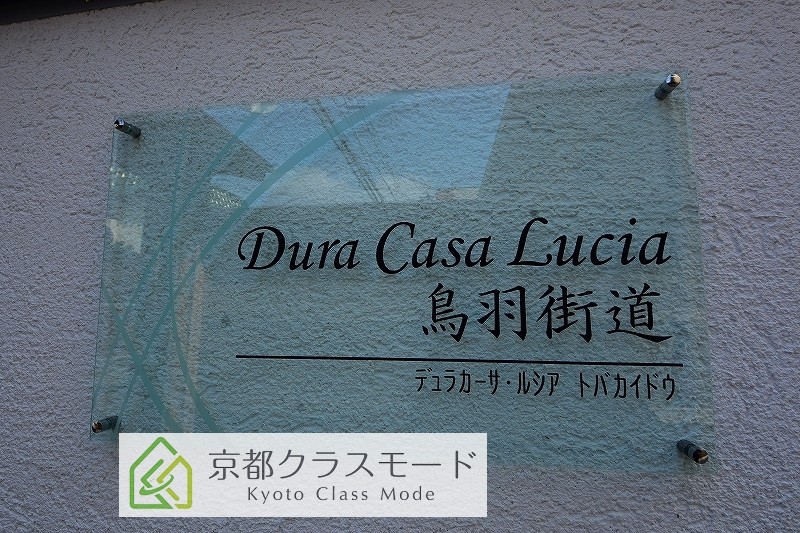 Dura Casa Lucia
鳥羽街道
デュラカーサ・ルシア トバカイドウ
京都クラスモード
Kyoto Class Mode